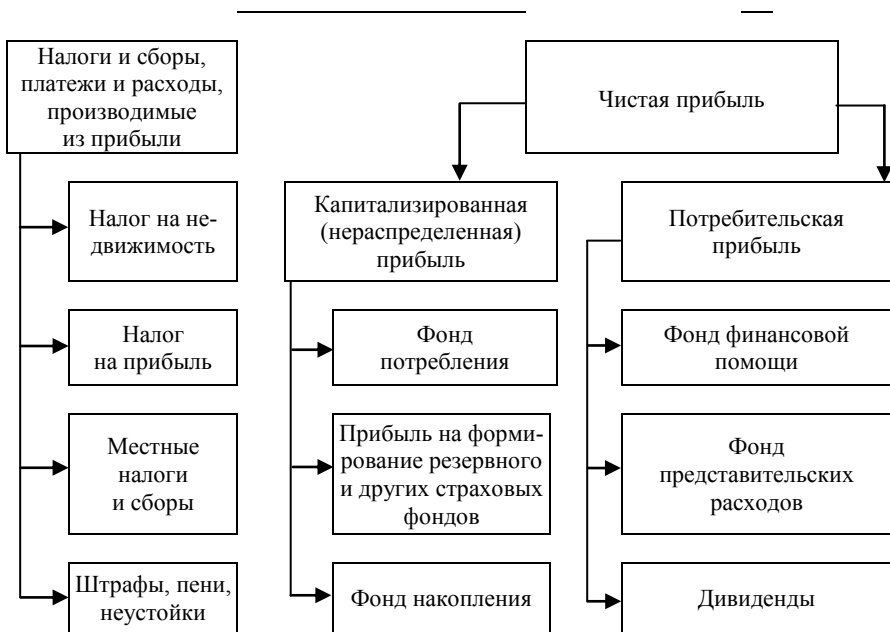 Налоги и сборы,
платежи и расходы,
производимые
из прибыли
Чистая прибыль
Налог на не-
движимость
Капитализированная
(нераспределенная)
прибыль
Потребительская
прибыль
Налог
на прибыль
Фонд
потребления
Фонд финансовой
помощи
Местные
налоги
и сборы
Прибыль на форми-
рование резервного
и других страховых
фондов
Фонд
представительских
расходов
Штрафы, пени,
неустойки
Фонд накопления
Дивиденды